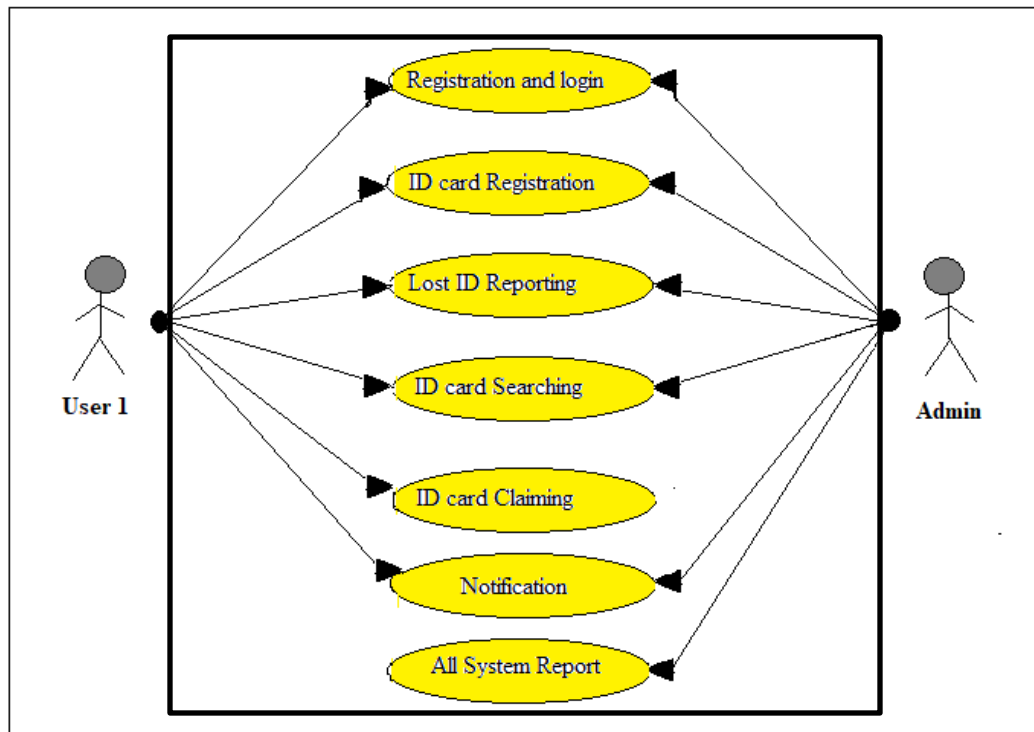 Registration and login
ID card Registration
Lost ID Reporting
ID card Searching
User 1
Admin
ID card Claiming
Notification
All System Report